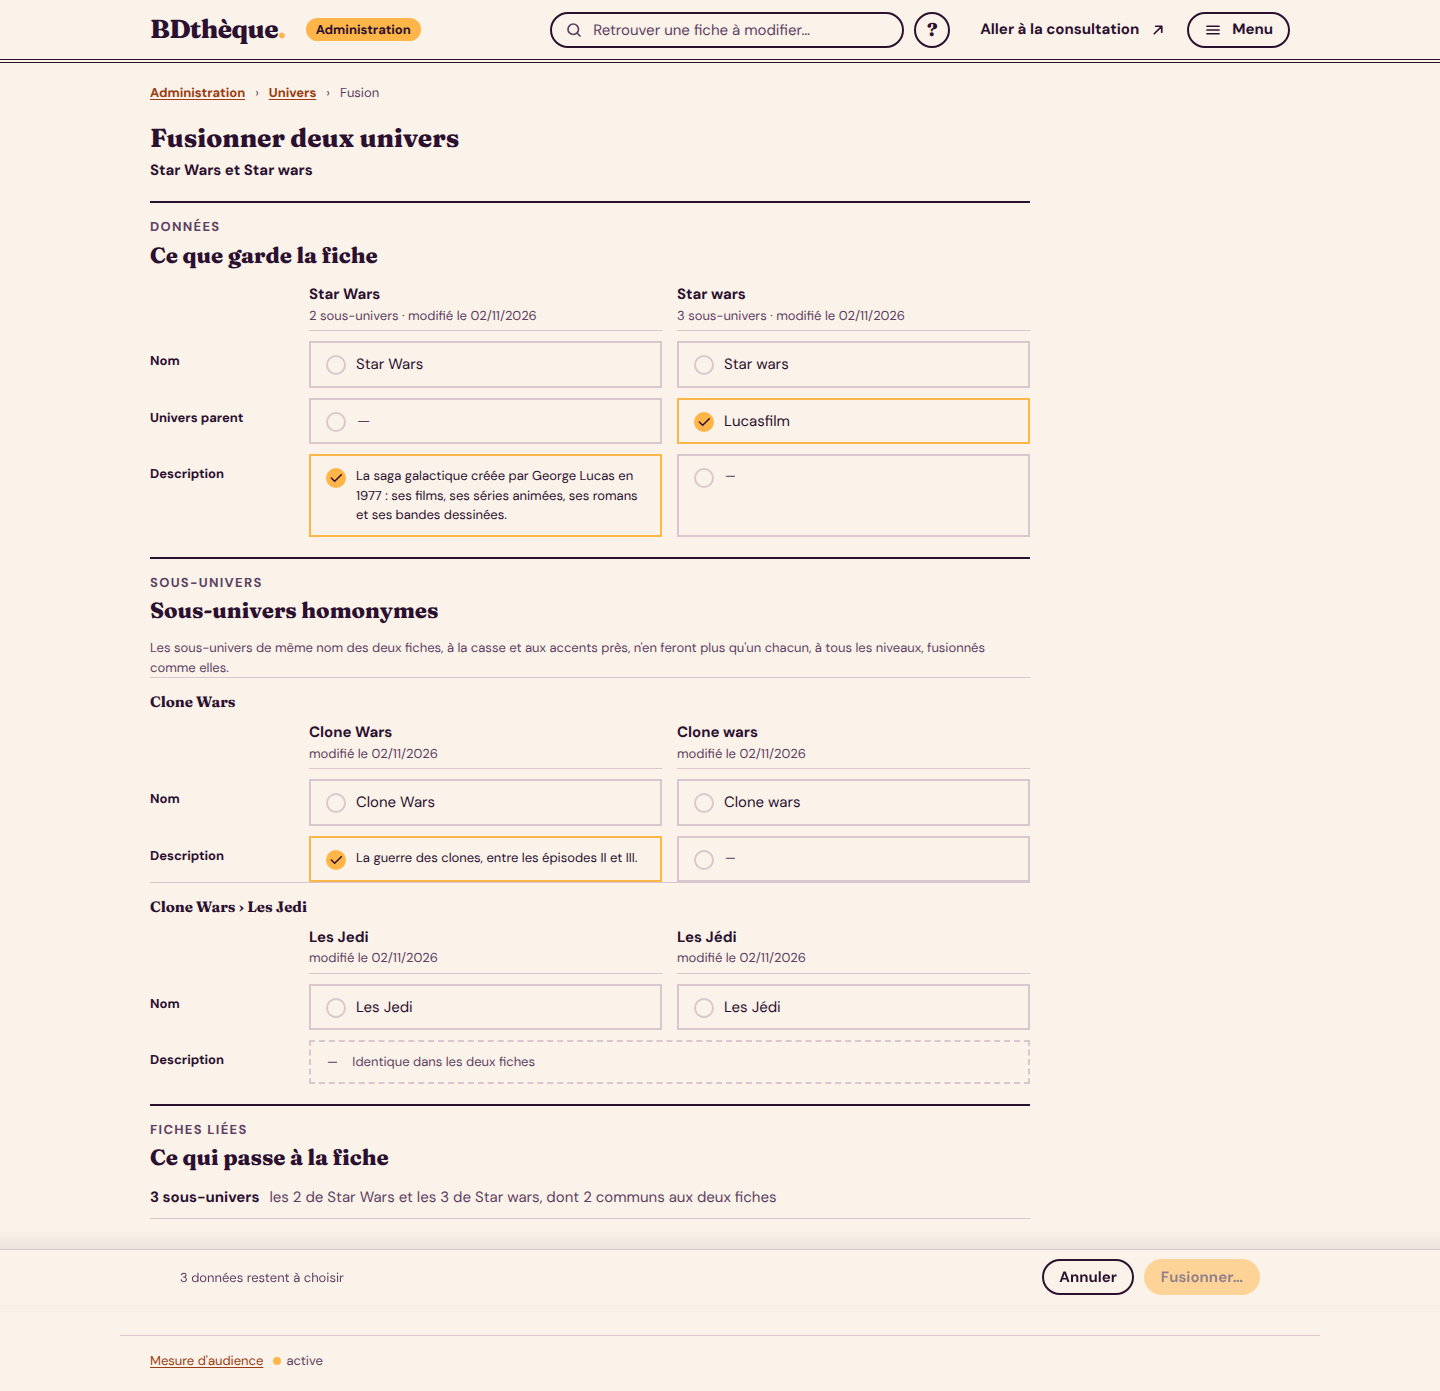 BDthèque.
Administration
Retrouver une fiche à modifier...
?
Aller à la consultation
Menu
Administration › Univers › Fusion
Fusionner deux univers
Star Wars et Star wars
DONNÉES
Ce que garde la fiche
Star Wars
Star wars
2 sous-univers · modifié le 02/11/2026
3 sous-univers · modifié le 02/11/2026
Nom
Star Wars
Star wars
Univers parent
—
Lucasfilm
Description
La saga galactique créée par George Lucas en
1977 : ses films, ses séries animées, ses romans
et ses bandes dessinées.
—
SOUS-UNIVERS
Sous-univers homonymes
Les sous-univers de même nom des deux fiches, à la casse et aux accents près, n'en feront plus qu'un chacun, à tous les niveaux, fusionnés
comme elles.
Clone Wars
Clone Wars
Clone wars
modifié le 02/11/2026
modifié le 02/11/2026
Nom
Clone Wars
Clone wars
Description
La guerre des clones, entre les épisodes II et III.
—
Clone Wars › Les Jedi
Les Jedi
Les Jédi
modifié le 02/11/2026
modifié le 02/11/2026
Nom
Les Jedi
Les Jédi
Description
— Identique dans les deux fiches
FICHES LIÉES
Ce qui passe à la fiche
3 sous-univers les 2 de Star Wars et les 3 de Star wars, dont 2 communs aux deux fiches
3 données restent à choisir
Annuler
Fusionner...
Mesure d'audience
active